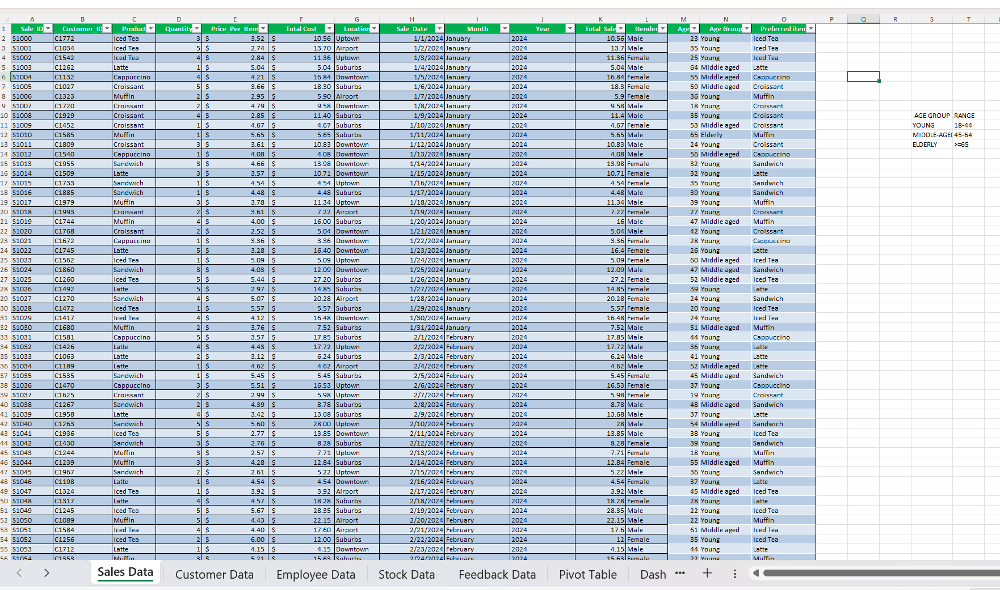 A B C D E F G H I J K L M N O P Q R S T
1 Sale_ID Customer_ID Product Quantity Price_Per_Item Total Cost Location Sale_Date Month Year Total_Sale Gender Age Age Group Preferred item
2 S1000 C1772 Iced Tea 3 $ 3.52 $ 10.56 Uptown 1/1/2024 January 2024 10.56 Male 23 Young Iced Tea
3 S1001 C1034 Iced Tea 5 $ 2.74 $ 13.70 Airport 1/2/2024 January 2024 13.7 Male 35 Young Iced Tea
4 S1002 C1542 Iced Tea 4 $ 2.84 $ 11.36 Uptown 1/3/2024 January 2024 11.36 Female 25 Young Iced Tea
5 S1003 C1262 Latte 1 $ 5.04 $ 5.04 Suburbs 1/4/2024 January 2024 5.04 Male 64 Middle aged Latte
6 S1004 C1132 Cappuccino 4 $ 4.21 $ 16.84 Downtown 1/5/2024 January 2024 16.84 Female 55 Middle aged Cappuccino
7 S1005 C1027 Croissant 5 $ 3.66 $ 18.30 Suburbs 1/6/2024 January 2024 18.3 Female 59 Middle aged Croissant
8 S1006 C1323 Muffin 2 $ 2.95 $ 5.90 Airport 1/7/2024 January 2024 5.9 Female 36 Young Muffin
9 S1007 C1720 Croissant 2 $ 4.79 $ 9.58 Downtown 1/8/2024 January 2024 9.58 Male 18 Young Croissant
10 S1008 C1929 Croissant 4 $ 2.85 $ 11.40 Suburbs 1/9/2024 January 2024 11.4 Male 35 Young Croissant AGE GROUP RANGE
11 S1009 C1452 Croissant 1 $ 4.67 $ 4.67 Suburbs 1/10/2024 January 2024 4.67 Female 53 Middle aged Croissant YOUNG 18-44
12 S1010 C1585 Muffin 1 $ 5.65 $ 5.65 Suburbs 1/11/2024 January 2024 5.65 Male 65 Elderly Muffin MIDDLE-AGED 45-64
13 S1011 C1809 Croissant 3 $ 3.61 $ 10.83 Downtown 1/12/2024 January 2024 10.83 Male 24 Young Croissant ELDERLY >=65
14 S1012 C1540 Cappuccino 1 $ 4.08 $ 4.08 Downtown 1/13/2024 January 2024 4.08 Male 56 Middle aged Cappuccino
15 S1013 C1955 Sandwich 3 $ 4.66 $ 13.98 Downtown 1/14/2024 January 2024 13.98 Female 32 Young Sandwich
16 S1014 C1509 Latte 3 $ 3.57 $ 10.71 Downtown 1/15/2024 January 2024 10.71 Female 32 Young Latte
17 S1015 C1733 Sandwich 1 $ 4.54 $ 4.54 Uptown 1/16/2024 January 2024 4.54 Female 35 Young Sandwich
18 S1016 C1885 Sandwich 1 $ 4.48 $ 4.48 Suburbs 1/17/2024 January 2024 4.48 Male 39 Young Sandwich
19 S1017 C1979 Muffin 3 $ 3.78 $ 11.34 Uptown 1/18/2024 January 2024 11.34 Male 39 Young Muffin
20 S1018 C1993 Croissant 2 $ 3.61 $ 7.22 Airport 1/19/2024 January 2024 7.22 Female 27 Young Croissant
21 S1019 C1744 Muffin 4 $ 4.00 $ 16.00 Suburbs 1/20/2024 January 2024 16 Male 47 Middle aged Muffin
22 S1020 C1768 Croissant 2 $ 2.52 $ 5.04 Downtown 1/21/2024 January 2024 5.04 Male 42 Young Croissant
23 S1021 C1672 Cappuccino 1 $ 3.36 $ 3.36 Downtown 1/22/2024 January 2024 3.36 Female 28 Young Cappuccino
24 S1022 C1745 Latte 5 $ 3.28 $ 16.40 Downtown 1/23/2024 January 2024 16.4 Female 26 Young Latte
25 S1023 C1562 Iced Tea 1 $ 5.09 $ 5.09 Uptown 1/24/2024 January 2024 5.09 Female 60 Middle aged Iced Tea
26 S1024 C1860 Sandwich 3 $ 4.03 $ 12.09 Downtown 1/25/2024 January 2024 12.09 Male 47 Middle aged Sandwich
27 S1025 C1260 Iced Tea 5 $ 5.44 $ 27.20 Suburbs 1/26/2024 January 2024 27.2 Female 52 Middle aged Iced Tea
28 S1026 C1492 Latte 5 $ 2.97 $ 14.85 Suburbs 1/27/2024 January 2024 14.85 Female 39 Young Latte
29 S1027 C1270 Sandwich 4 $ 5.07 $ 20.28 Airport 1/28/2024 January 2024 20.28 Female 24 Young Sandwich
30 S1028 C1472 Iced Tea 1 $ 5.57 $ 5.57 Suburbs 1/29/2024 January 2024 5.57 Female 20 Young Iced Tea
31 S1029 C1417 Iced Tea 4 $ 4.12 $ 16.48 Downtown 1/30/2024 January 2024 16.48 Female 24 Young Iced Tea
32 S1030 C1680 Muffin 2 $ 3.76 $ 7.52 Suburbs 1/31/2024 January 2024 7.52 Male 51 Middle aged Muffin
33 S1031 C1581 Cappuccino 5 $ 3.57 $ 17.85 Suburbs 2/1/2024 February 2024 17.85 Male 44 Young Cappuccino
34 S1032 C1426 Latte 4 $ 4.43 $ 17.72 Uptown 2/2/2024 February 2024 17.72 Male 36 Young Latte
35 S1033 C1063 Latte 2 $ 3.12 $ 6.24 Suburbs 2/3/2024 February 2024 6.24 Male 41 Young Latte
36 S1034 C1189 Latte 1 $ 4.62 $ 4.62 Airport 2/4/2024 February 2024 4.62 Male 52 Middle aged Latte
37 S1035 C1535 Sandwich 1 $ 5.45 $ 5.45 Suburbs 2/5/2024 February 2024 5.45 Female 45 Middle aged Sandwich
38 S1036 C1470 Cappuccino 3 $ 5.51 $ 16.53 Uptown 2/6/2024 February 2024 16.53 Female 37 Young Cappuccino
39 S1037 C1625 Croissant 2 $ 2.99 $ 5.98 Uptown 2/7/2024 February 2024 5.98 Female 19 Young Croissant
40 S1038 C1267 Sandwich 2 $ 4.39 $ 8.78 Suburbs 2/8/2024 February 2024 8.78 Male 48 Middle aged Sandwich
41 S1039 C1958 Latte 4 $ 3.42 $ 13.68 Suburbs 2/9/2024 February 2024 13.68 Male 37 Young Latte
42 S1040 C1263 Sandwich 5 $ 5.60 $ 28.00 Uptown 2/10/2024 February 2024 28 Male 54 Middle aged Sandwich
43 S1041 C1936 Iced Tea 5 $ 2.77 $ 13.85 Downtown 2/11/2024 February 2024 13.85 Male 38 Young Iced Tea
44 S1042 C1430 Sandwich 3 $ 2.76 $ 8.28 Suburbs 2/12/2024 February 2024 8.28 Female 39 Young Sandwich
45 S1043 C1244 Muffin 3 $ 2.57 $ 7.71 Uptown 2/13/2024 February 2024 7.71 Female 18 Young Muffin
46 S1044 C1239 Muffin 3 $ 4.28 $ 12.84 Suburbs 2/14/2024 February 2024 12.84 Female 55 Middle aged Muffin
47 S1045 C1967 Sandwich 2 $ 2.61 $ 5.22 Uptown 2/15/2024 February 2024 5.22 Male 36 Young Sandwich
48 S1046 C1198 Latte 1 $ 4.54 $ 4.54 Downtown 2/16/2024 February 2024 4.54 Female 37 Young Latte
49 S1047 C1324 Iced Tea 1 $ 3.92 $ 3.92 Airport 2/17/2024 February 2024 3.92 Male 45 Middle aged Iced Tea
50 S1048 C1317 Latte 4 $ 4.57 $ 18.28 Suburbs 2/18/2024 February 2024 18.28 Female 28 Young Latte
51 S1049 C1245 Iced Tea 5 $ 5.67 $ 28.35 Suburbs 2/19/2024 February 2024 28.35 Male 22 Young Iced Tea
52 S1050 C1089 Muffin 5 $ 4.43 $ 22.15 Airport 2/20/2024 February 2024 22.15 Male 22 Young Muffin
53 S1051 C1584 Iced Tea 4 $ 4.40 $ 17.60 Airport 2/21/2024 February 2024 17.6 Male 61 Middle aged Iced Tea
54 S1052 C1256 Iced Tea 2 $ 6.00 $ 12.00 Suburbs 2/22/2024 February 2024 12 Female 35 Young Iced Tea
55 S1053 C1712 Latte 1 $ 4.15 $ 4.15 Downtown 2/23/2024 February 2024 4.15 Male 44 Young Latte
56 S1054 C1353 Muffin 3 $ 5.21 $ 15.63 Suburbs 2/24/2024 February 2024 15.63 Female 22 Young Muffin
Sales Data Customer Data Employee Data Stock Data Feedback Data Pivot Table Dash ••• +